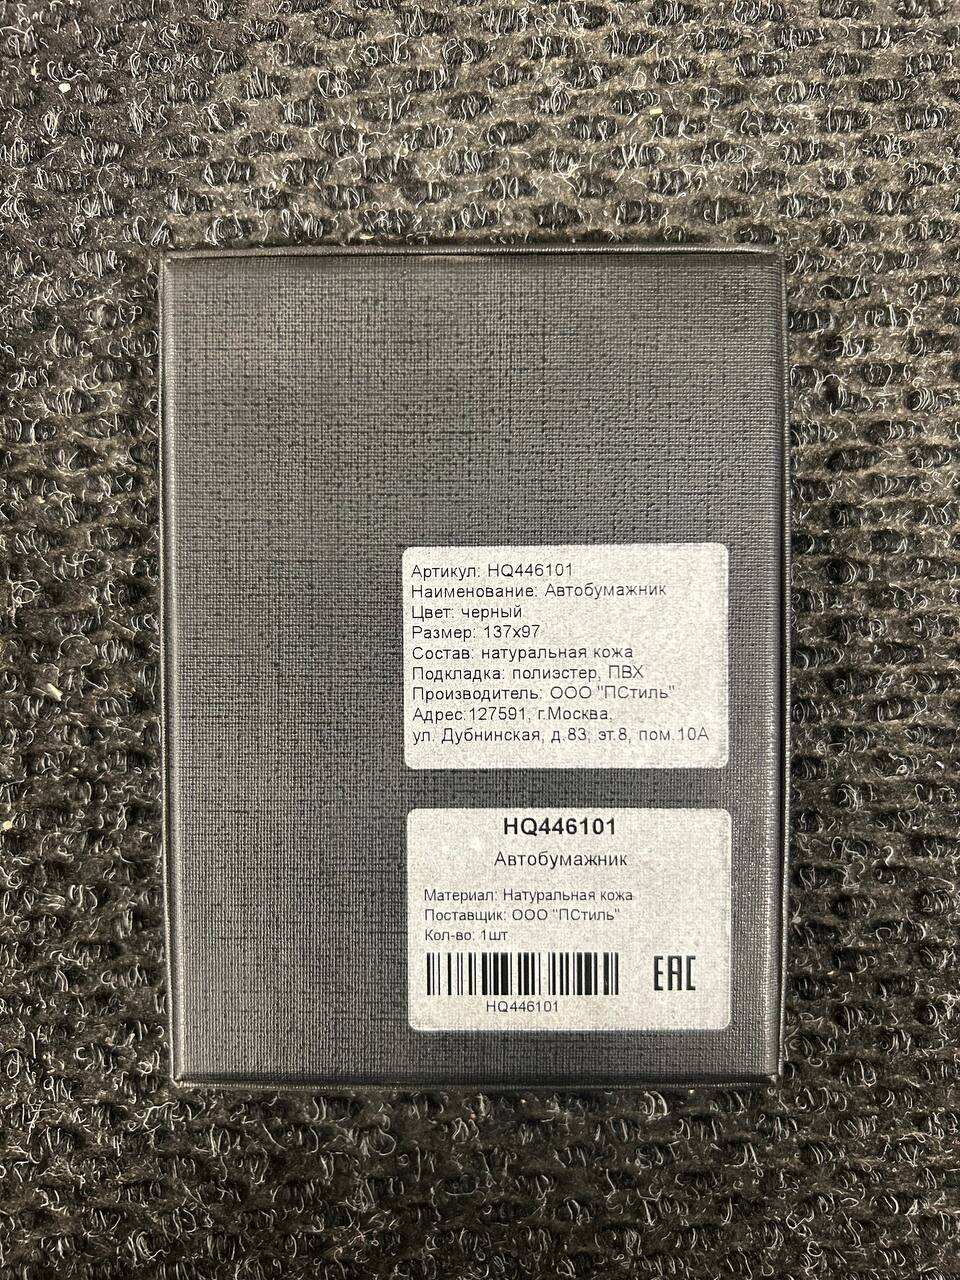 Артикул: HQ446101
Наименование: Автобумажник
Цвет: черный
Размер: 137x97
Состав: натуральная кожа
Подкладка: полиэстер, ПВХ
Производитель: ООО "ПСтиль"
Адрес:127591, г.Москва,
ул. Дубнинская, д.83, эт.8, пом.10А
HQ446101
Автобумажник
Материал: Натуральная кожа
Поставщик: ООО "ПСтиль"
Кол-во: 1шт
EAC
HQ446101